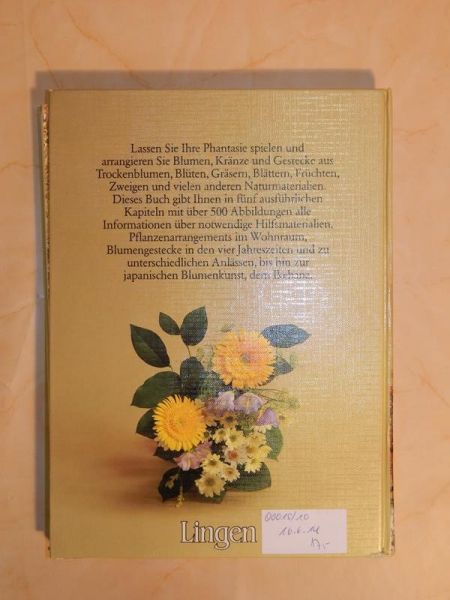 Lassen Sie Ihre Phantasie spielen und
arrangieren Sie Blumen, Kränze und Gestecke aus
Trockenblumen, Blüten, Gräsern, Blättern, Früchten,
Zweigen und vielen anderen Naturmaterialien.
Dieses Buch gibt Ihnen in fünf ausführlichen
Kapiteln mit über 500 Abbildungen alle
Informationen über notwendige Hilfsmaterialien,
Pflanzenarrangements im Wohnraum,
Blumengestecke in den vier Jahreszeiten und zu
unterschiedlichen Anlässen, bis hin zur
japanischen Blumenkunst, dem Ikebana.
Lingen